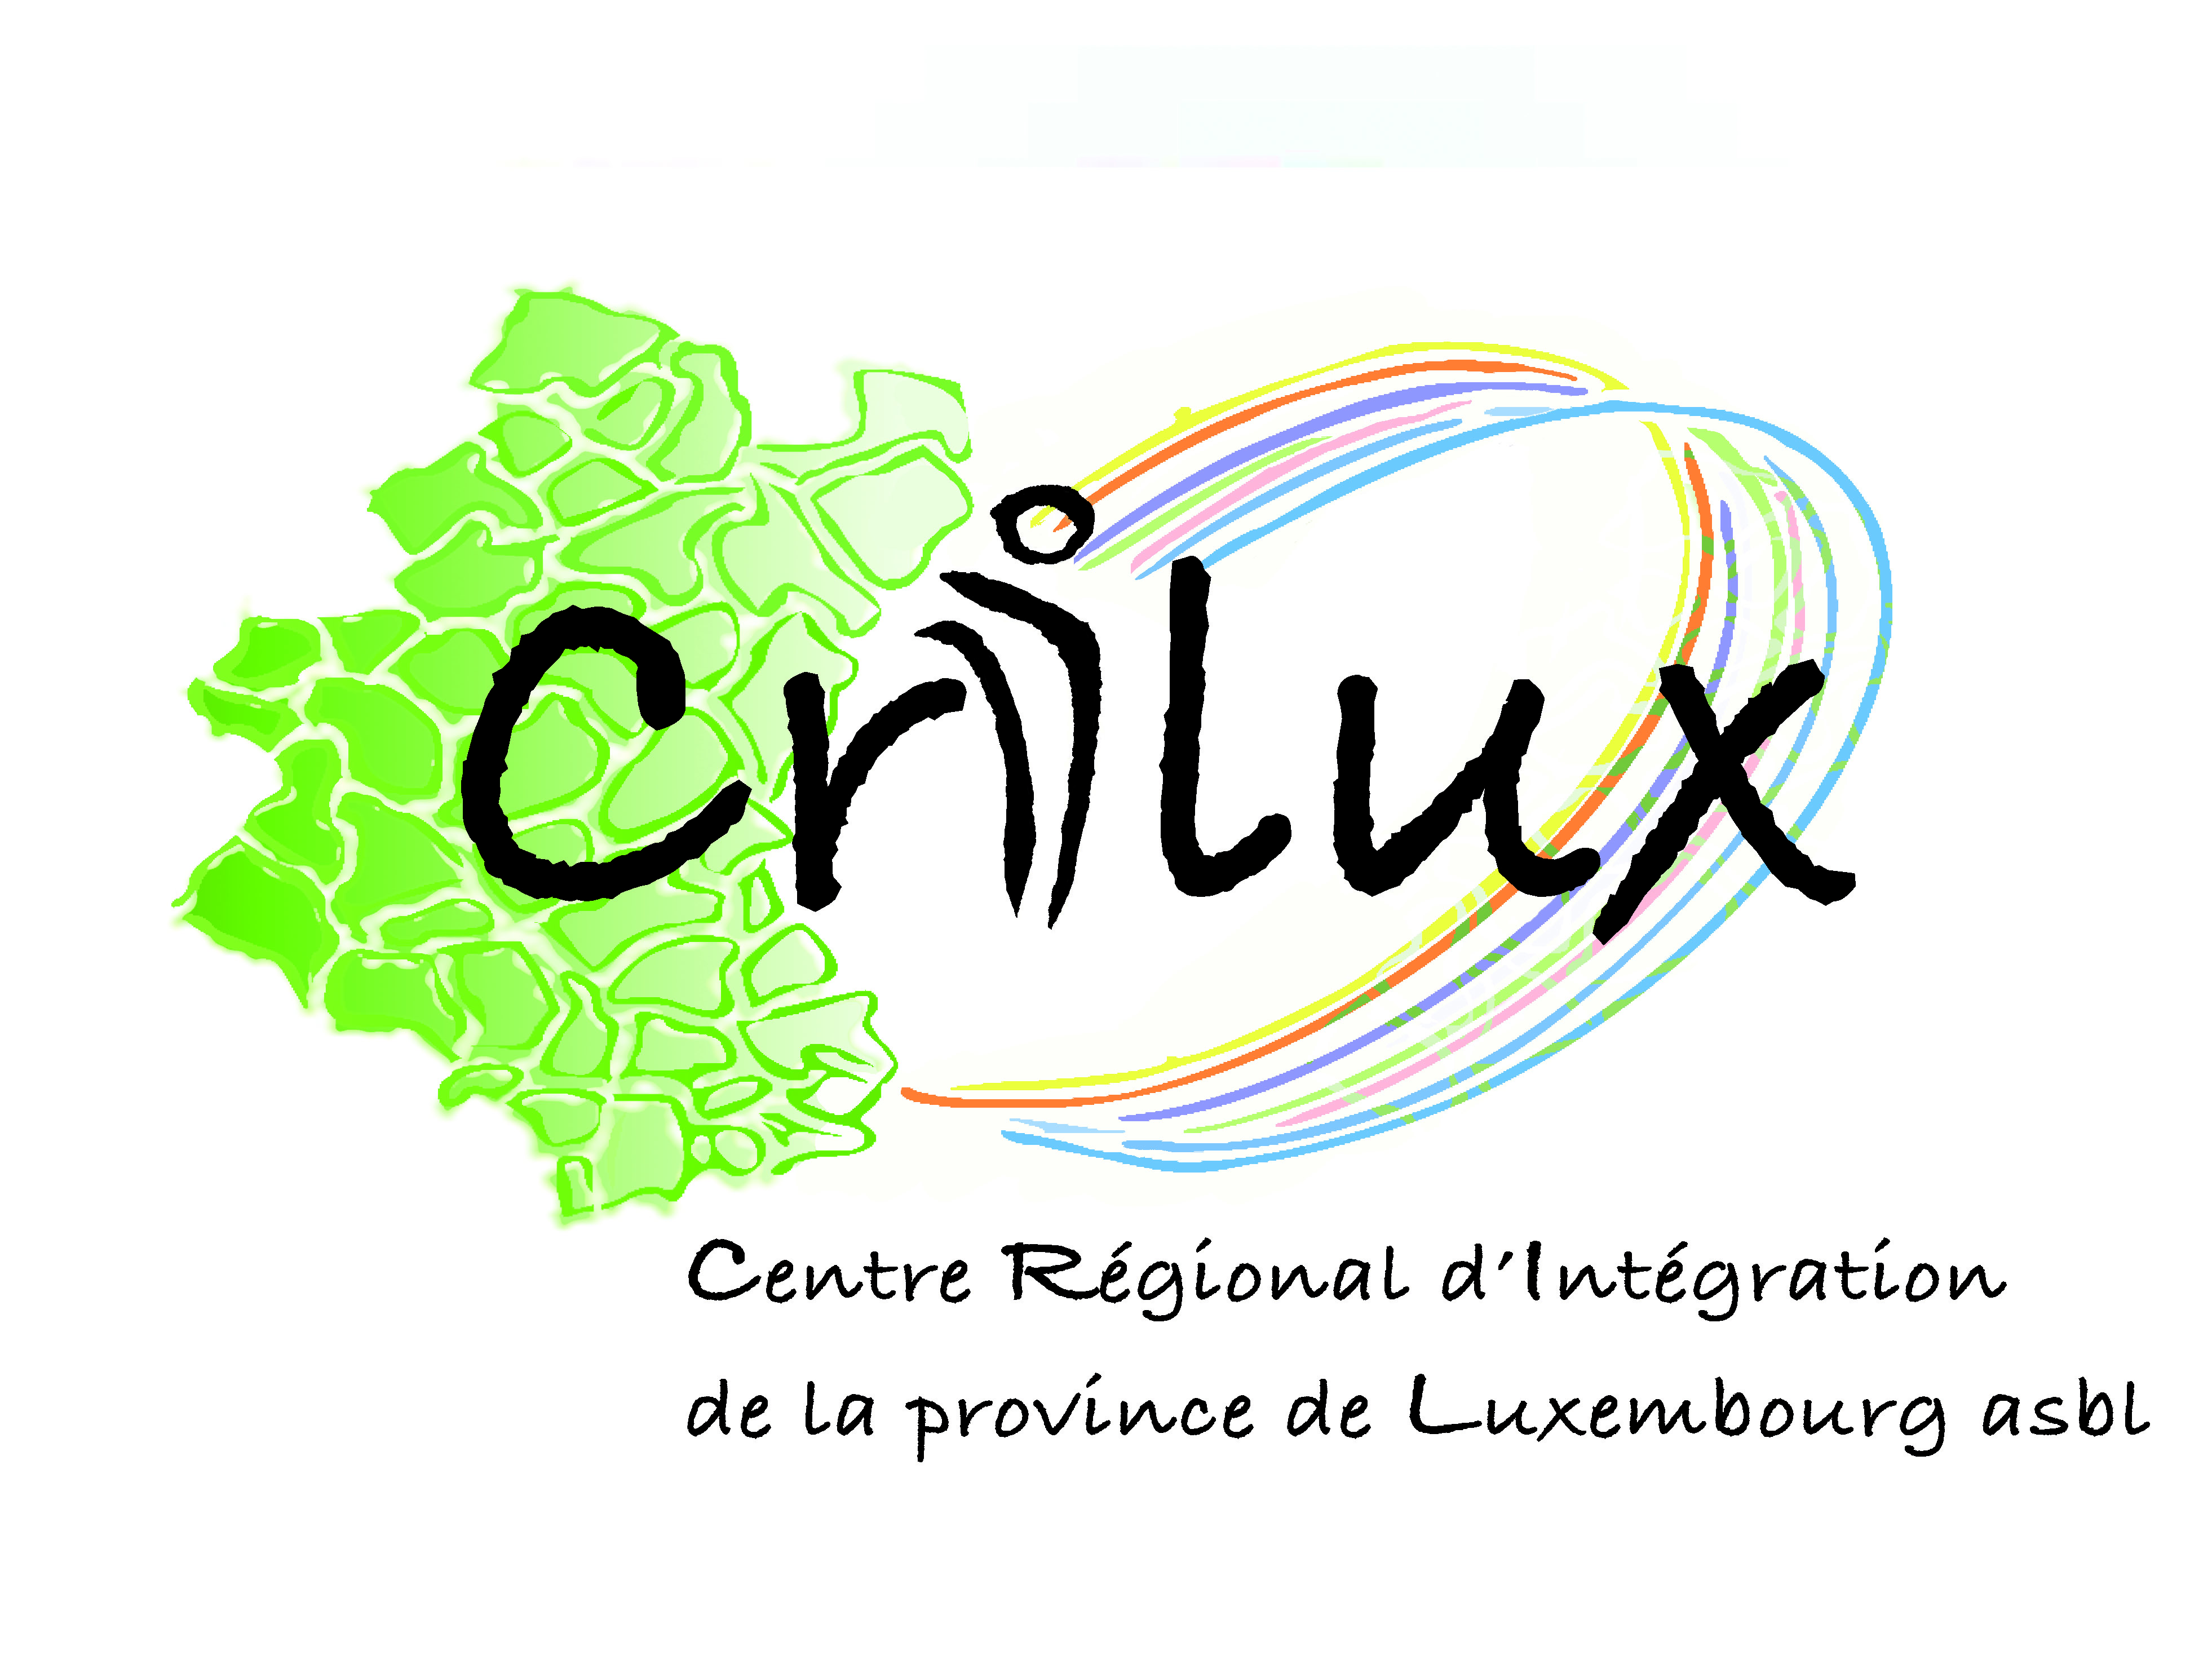 Crilux
Centre Régional d'Intégration
de la province de Luxembourg asbl